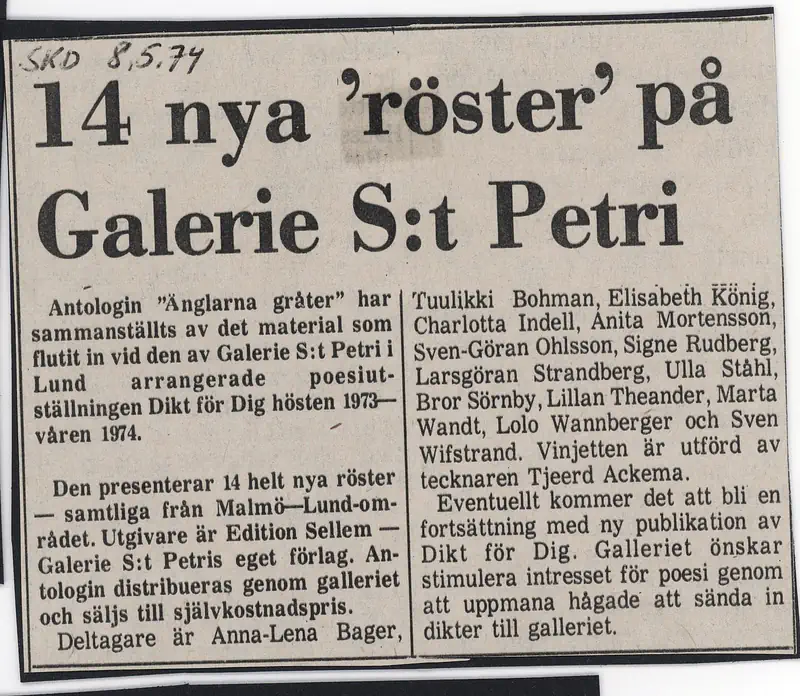 SKD 8.5.74
14 nya ’röster’ på
Galerie S:t Petri
Antologin ”Änglarna gråter” har
sammanställts av det material som
flutit in vid den av Galerie S:t Petri i
Lund arrangerade poesiut-
ställningen Dikt för Dig hösten 1973—
våren 1974.
Den presenterar 14 helt nya röster
— samtliga från Malmö—Lund-om-
rådet. Utgivare är Edition Sellem —
Galerie S:t Petris eget förlag. An-
tologin distribueras genom galleriet
och säljs till självkostnadspris.
Deltagare är Anna-Lena Bager,
Tuulikki Bohman, Elisabeth König,
Charlotta Indell, Anita Mortensson,
Sven-Göran Ohlsson, Signe Rudberg,
Larsgöran Strandberg, Ulla Ståhl,
Bror Sörnby, Lillan Theander, Marta
Wandt, Lolo Wannberger och Sven
Wifstrand. Vinjetten är utförd av
tecknaren Tjeerd Ackema.
Eventuellt kommer det att bli en
fortsättning med ny publikation av
Dikt för Dig. Galleriet önskar
stimulera intresset för poesi genom
att uppmana hågade att sända in
dikter till galleriet.